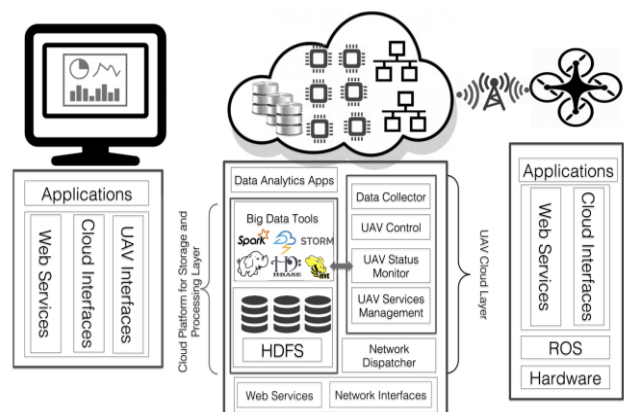 Applications
Web Services
Cloud Interfaces
UAV Interfaces
Cloud Platform for Storage and
Processing Layer
Data Analytics Apps
Big Data Tools
Spark
STORM
HBASE
HDFS
Data Collector
UAV Control
UAV Status
Monitor
UAV Services
Management
Network
Dispatcher
Web Services
Network Interfaces
UAV Cloud Layer
Applications
Web Services
Cloud Interfaces
ROS
Hardware